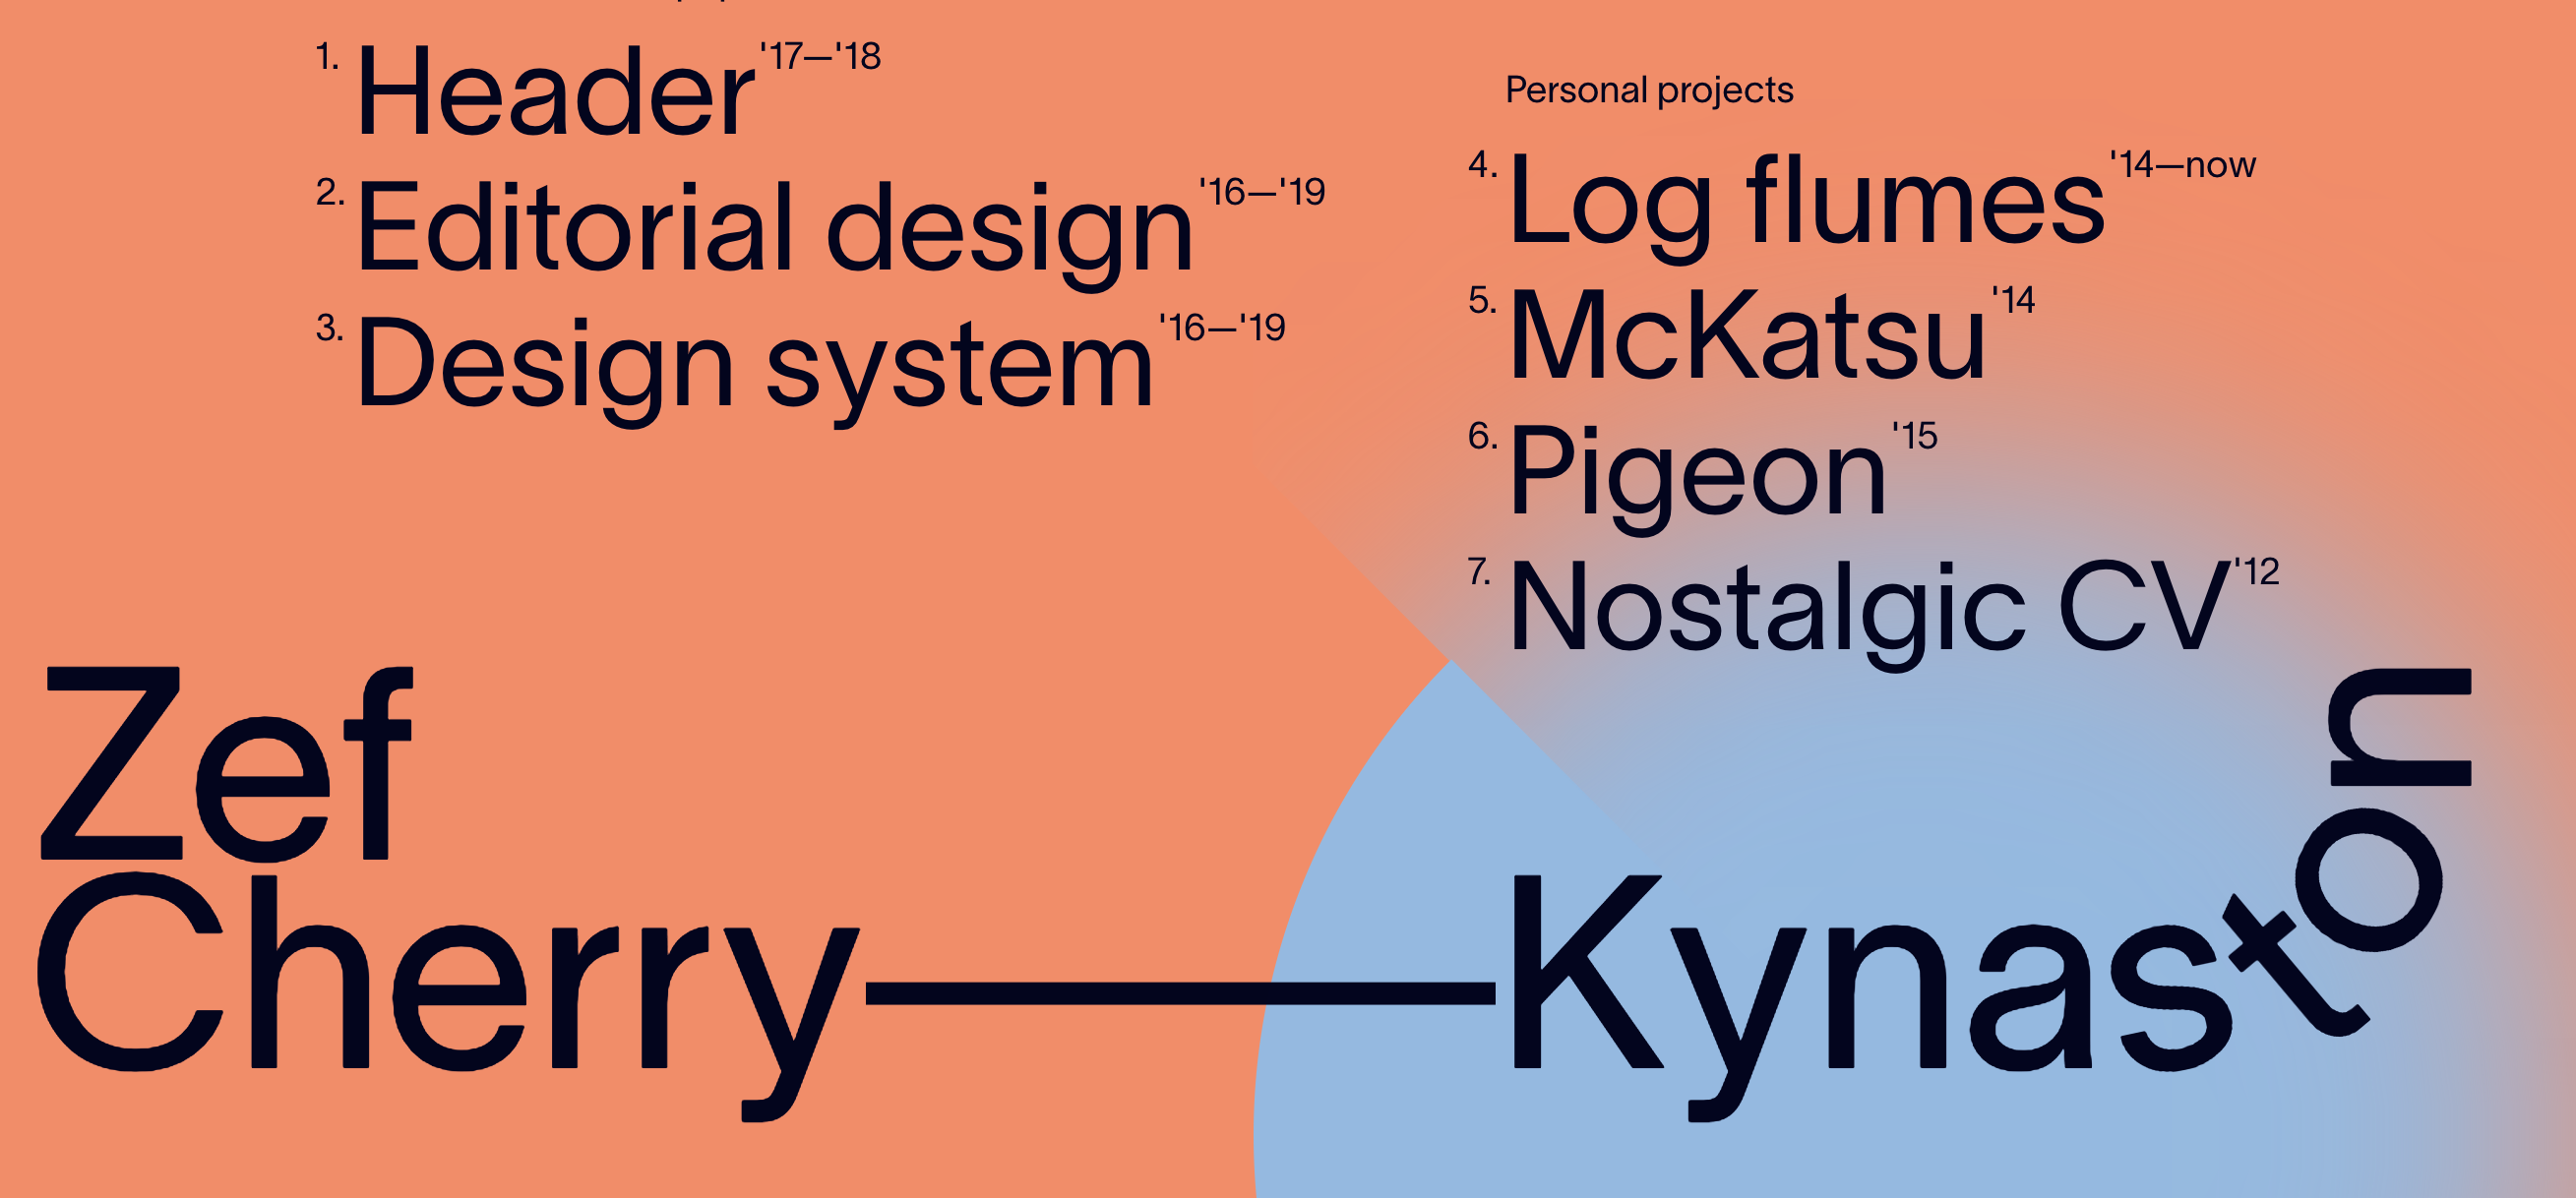 1. Header '17—'18
2. Editorial design '16—'19
3. Design system '16—'19
Personal projects
4. Log flumes '14—now
5. McKatsu '14
6. Pigeon '15
7. Nostalgic CV '12
Zef
Cherry—Kynaston